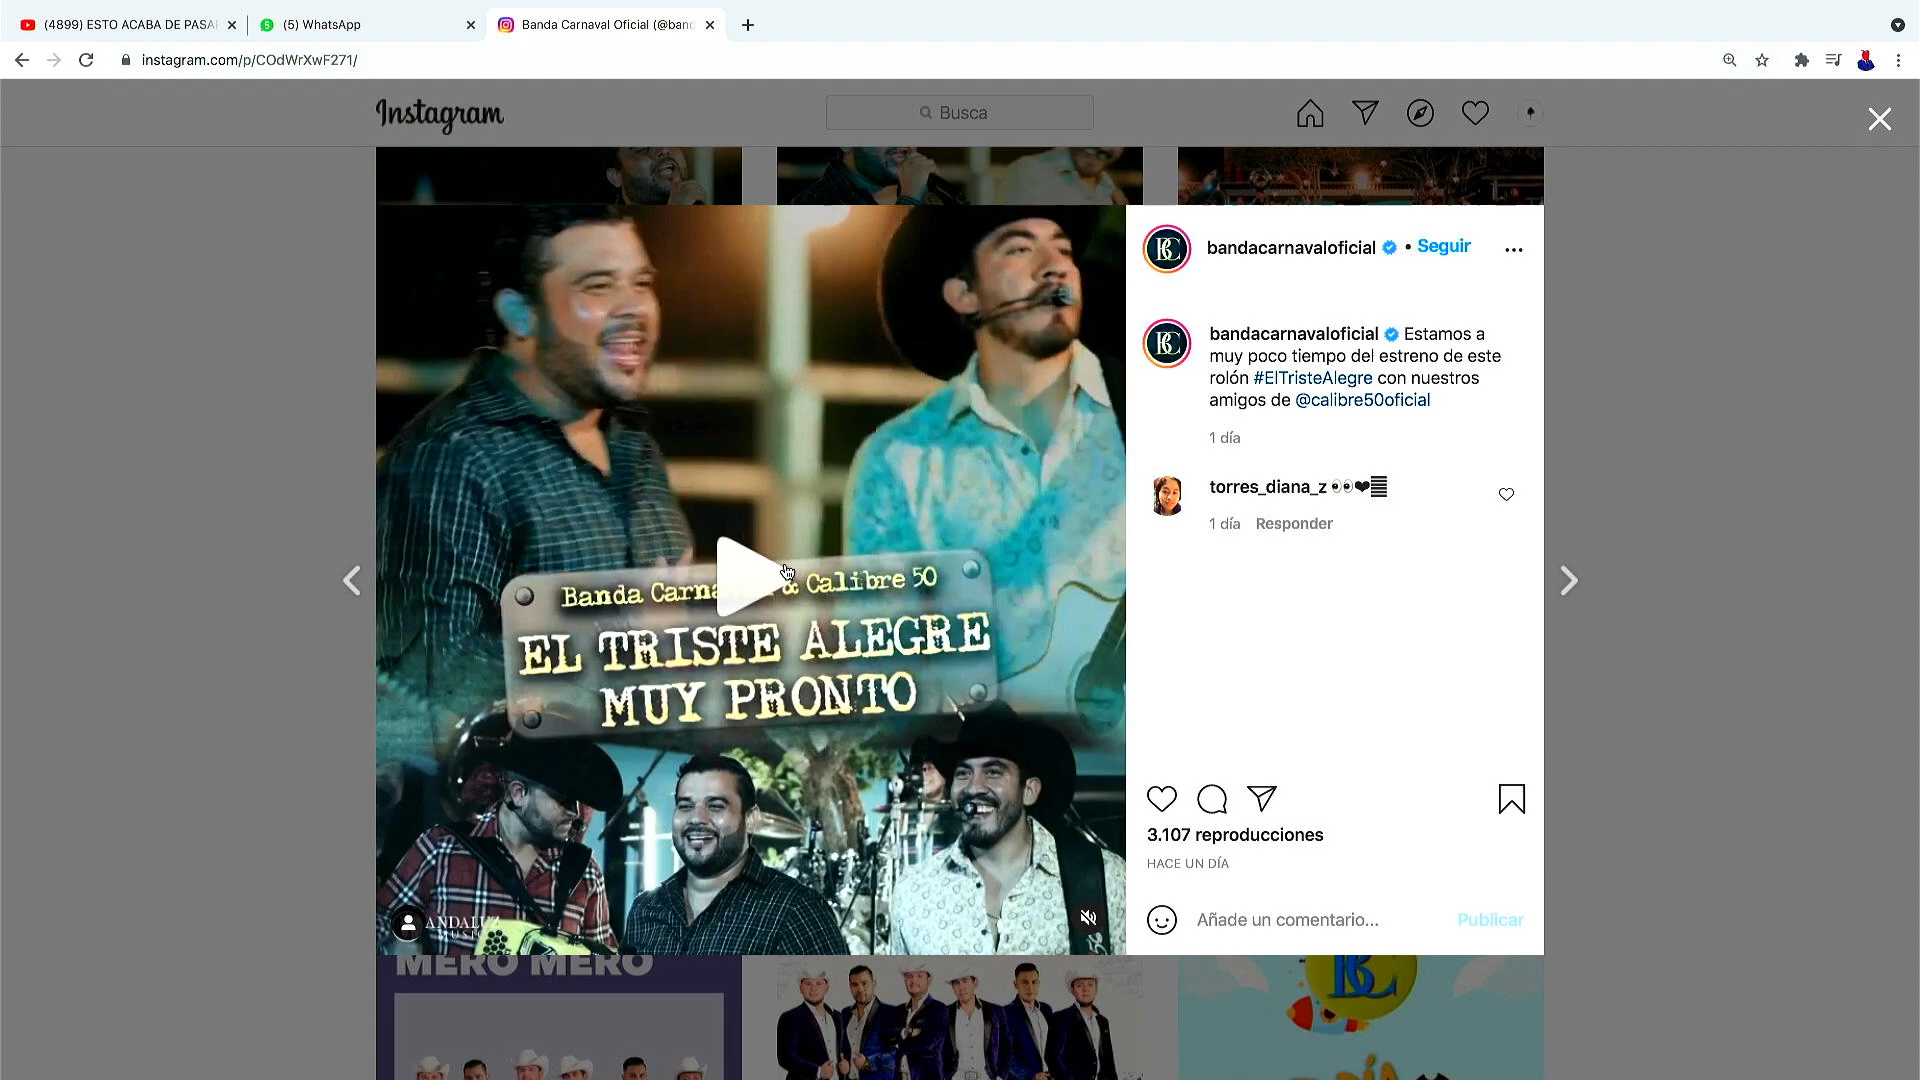 (4899) ESTO ACABA DE PASA
(5) WhatsApp
Banda Carnaval Oficial (@band
instagram.com/p/COdWrXwF271/
Instagram
Busca
bandacarnavaloficial • Seguir
bandacarnavaloficial Estamos a
muy poco tiempo del estreno de este
rolón #ElTristeAlegre con nuestros
amigos de @calibre50oficial
1 día
torres_diana_z 👀❤
1 día Responder
Banda Carna & Calibre 50
EL TRISTE ALEGRE
MUY PRONTO
ANDALUZ
MUSIC
3.107 reproducciones
HACE UN DÍA
Añade un comentario...
Publicar
MERO MERO
BC